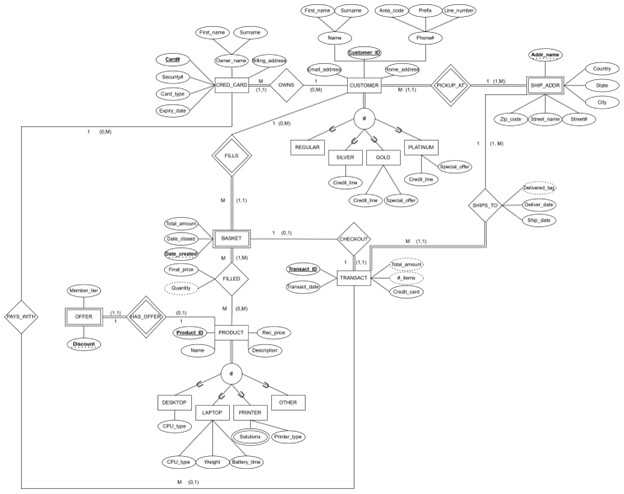 First_name
Surname
Area_code
Prefix
Line_number
First_name
Surname
Name
Phone#
Card#
Owner_name
Billing_address
Customer_ID
Addr_name
Security#
Email_address
Home_address
Country
CRED_CARD
M
(1,1)
OWNS
1
(0,M)
CUSTOMER
M (1,1)
PICKUP_AT
1 (1,M)
SHIP_ADDR
State
Card_type
City
Expiry_date
Zip_code
Street_name
Street#
1 (0,M)
1 (0,M)
d
1 (1, M)
REGULAR
SILVER
GOLD
PLATINUM
FILLS
Special_offer
Credit_line
Credit_line
Credit_line
Special_offer
Delivered_tag
M (1,1)
SHIPS_TO
Deliver_date
Ship_date
Total_amount
Date_closed
BASKET
1 (0,1)
CHECKOUT
M (1,1)
Date_created
M (1,M)
1 (1,1)
Final_price
FILLED
Transact_ID
Total_amount
TRANSACT
#_items
Quantity
Transact_date
Credit_card
Member_tier
M (0,M)
PAYS_WITH
OFFER
(1,1)
1
HAS_OFFER
(0,1)
1
Product_ID
PRODUCT
Rec_price
Discount
Name
Description
d
DESKTOP
LAPTOP
PRINTER
OTHER
CPU_type
Solutions
Printer_type
CPU_type
Weight
Battery_time
M (0,1)